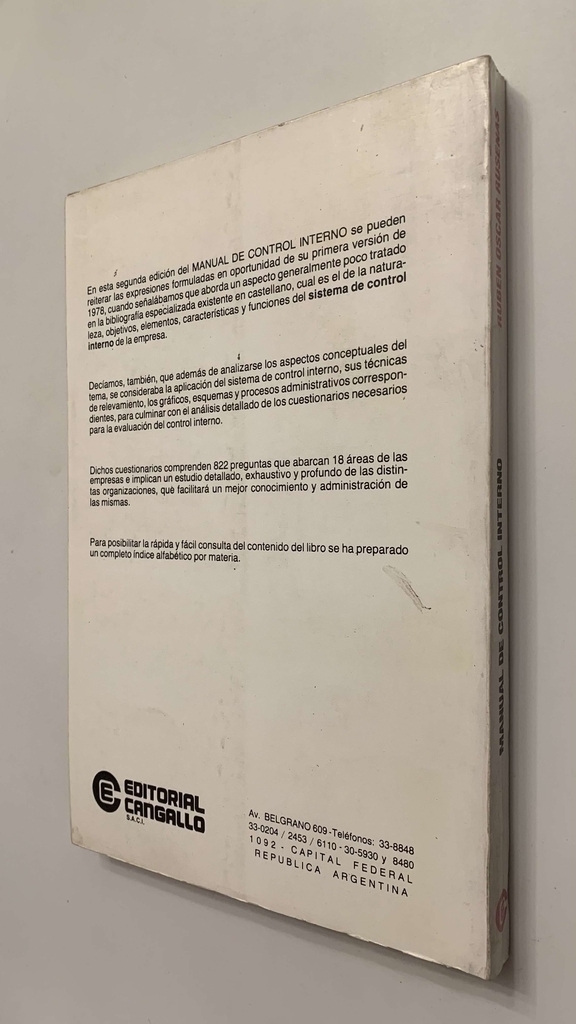 En esta segunda edición del MANUAL DE CONTROL INTERNO se pueden
reiterar las expresiones formuladas en oportunidad de su primera versión de
1978, cuando señalábamos que aborda un aspecto generalmente poco tratado
en la bibliografía especializada existente en castellano, cual es el de la natura-
leza, objetivos, elementos, características y funciones del sistema de control
interno de la empresa.
Decíamos, también, que además de analizarse los aspectos conceptuales del
tema, se consideraba la aplicación del sistema de control interno, sus técnicas
de relevamiento, los gráficos, esquemas y procesos administrativos correspon-
dientes, para culminar con el análisis detallado de los cuestionarios necesarios
para la evaluación del control interno.
Dichos cuestionarios comprenden 822 preguntas que abarcan 18 áreas de las
empresas e implican un estudio detallado, exhaustivo y profundo de las distin-
tas organizaciones, que facilitará un mejor conocimiento y administración de
las mismas.
Para posibilitar la rápida y fácil consulta del contenido del libro se ha preparado
un completo índice alfabético por materia.
EDITORIAL
CANGALLO
S.A.C.I.
Av. BELGRANO 609 - Teléfonos: 33-8848
33-0204 / 2453 / 6110 - 30-5930 y 8480
1092 - CAPITAL FEDERAL
REPUBLICA ARGENTINA
RUBEN OSCAR RUSENAS
MANUAL DE CONTROL INTERNO